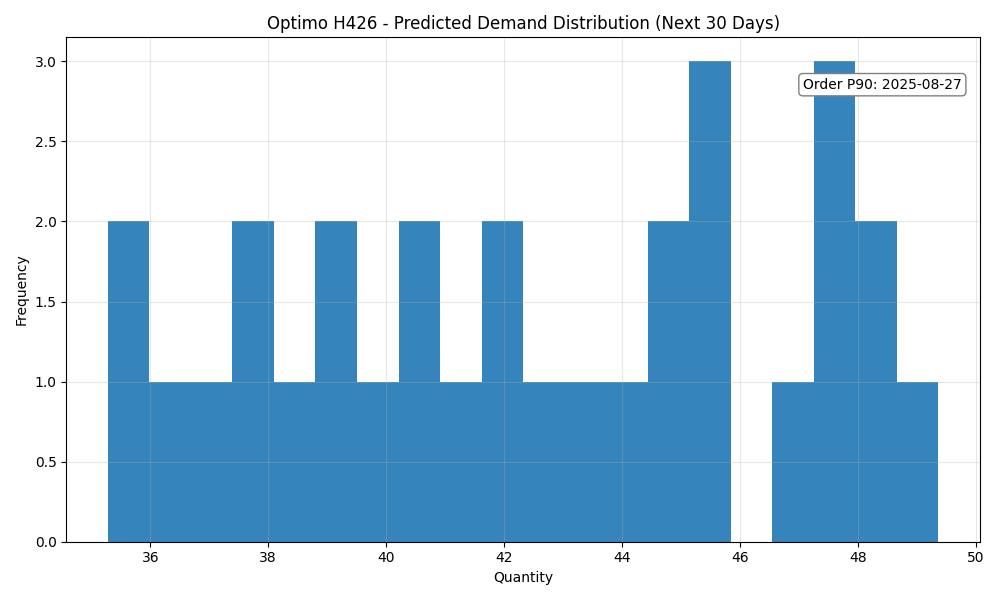 Optimo H426 - Predicted Demand Distribution (Next 30 Days)
Order P90: 2025-08-27
Frequency
3.0
2.5
2.0
1.5
1.0
0.5
0.0
36 38 40 42 44 46 48 50
Quantity